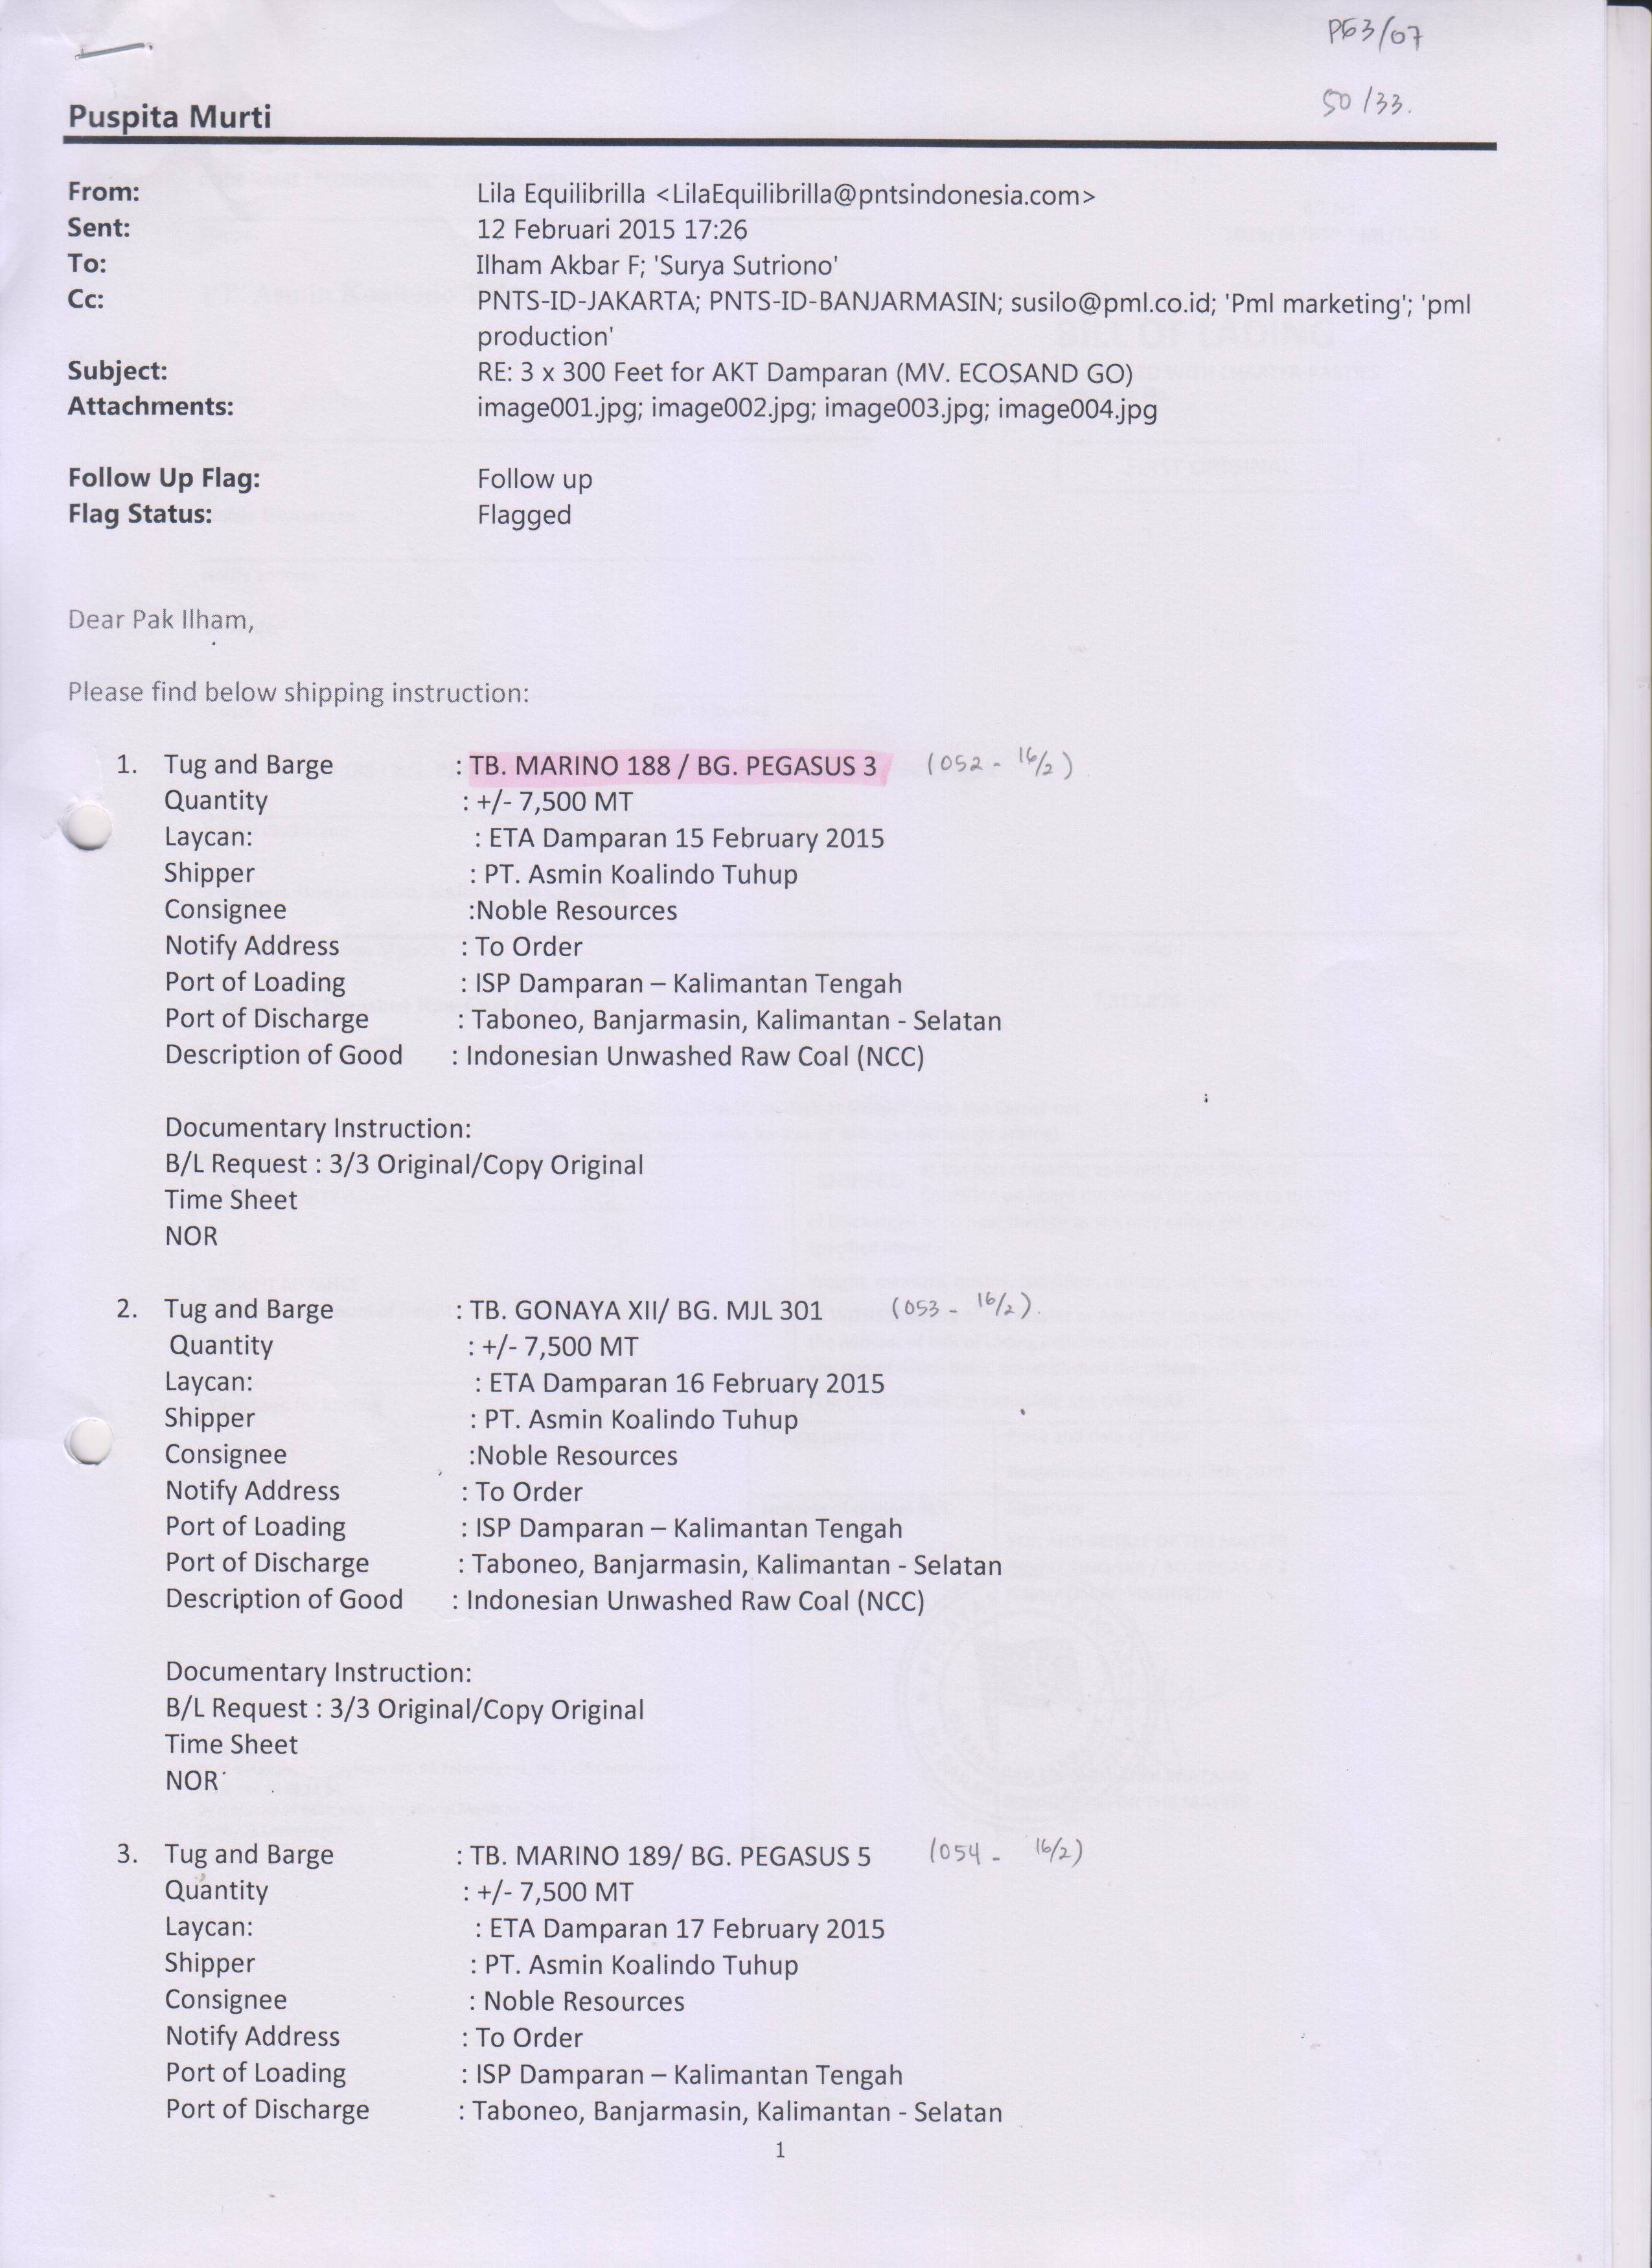 PG3/07
50/33.
Puspita Murti
From: Lila Equilibrilla <LilaEquilibrilla@pntsindonesia.com>
Sent: 12 Februari 2015 17:26
To: Ilham Akbar F; 'Surya Sutriono'
Cc: PNTS-ID-JAKARTA; PNTS-ID-BANJARMASIN; susilo@pml.co.id; 'Pml marketing'; 'pml
production'
Subject: RE: 3 x 300 Feet for AKT Damparan (MV. ECOSAND GO)
Attachments: image001.jpg; image002.jpg; image003.jpg; image004.jpg
Follow Up Flag: Follow up
Flag Status: Flagged
Dear Pak Ilham,
Please find below shipping instruction:
1. Tug and Barge : TB. MARINO 188 / BG. PEGASUS 3 (052 - 16/2)
Quantity : +/- 7,500 MT
Laycan: : ETA Damparan 15 February 2015
Shipper : PT. Asmin Koalindo Tuhup
Consignee :Noble Resources
Notify Address : To Order
Port of Loading : ISP Damparan – Kalimantan Tengah
Port of Discharge : Taboneo, Banjarmasin, Kalimantan - Selatan
Description of Good : Indonesian Unwashed Raw Coal (NCC)
Documentary Instruction:
B/L Request : 3/3 Original/Copy Original
Time Sheet
NOR
2. Tug and Barge : TB. GONAYA XII/ BG. MJL 301 (053 - 16/2).
Quantity : +/- 7,500 MT
Laycan: : ETA Damparan 16 February 2015
Shipper : PT. Asmin Koalindo Tuhup
Consignee :Noble Resources
Notify Address : To Order
Port of Loading : ISP Damparan – Kalimantan Tengah
Port of Discharge : Taboneo, Banjarmasin, Kalimantan - Selatan
Description of Good : Indonesian Unwashed Raw Coal (NCC)
Documentary Instruction:
B/L Request : 3/3 Original/Copy Original
Time Sheet
NOR
3. Tug and Barge : TB. MARINO 189/ BG. PEGASUS 5 (054 - 16/2)
Quantity : +/- 7,500 MT
Laycan: : ETA Damparan 17 February 2015
Shipper : PT. Asmin Koalindo Tuhup
Consignee : Noble Resources
Notify Address : To Order
Port of Loading : ISP Damparan – Kalimantan Tengah
Port of Discharge : Taboneo, Banjarmasin, Kalimantan - Selatan
1